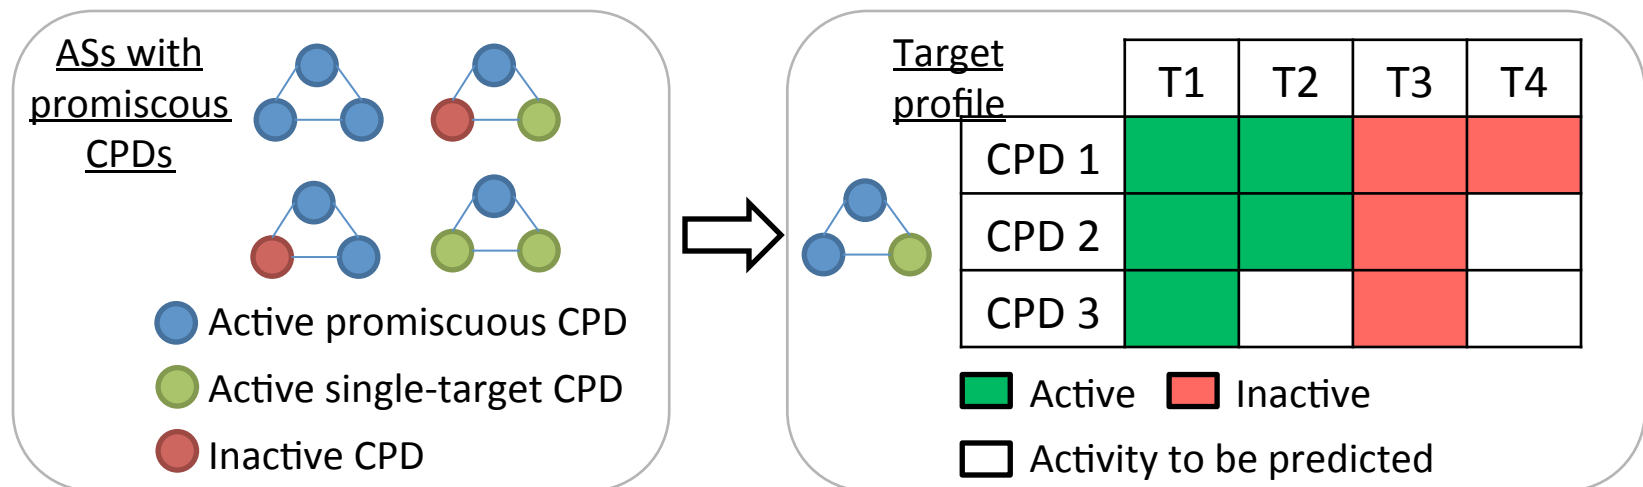 ASs with
promiscous
CPDs
Active promiscuous CPD
Active single-target CPD
Inactive CPD
Target
profile
T1 T2 T3 T4
CPD 1
CPD 2
CPD 3
Active Inactive
Activity to be predicted